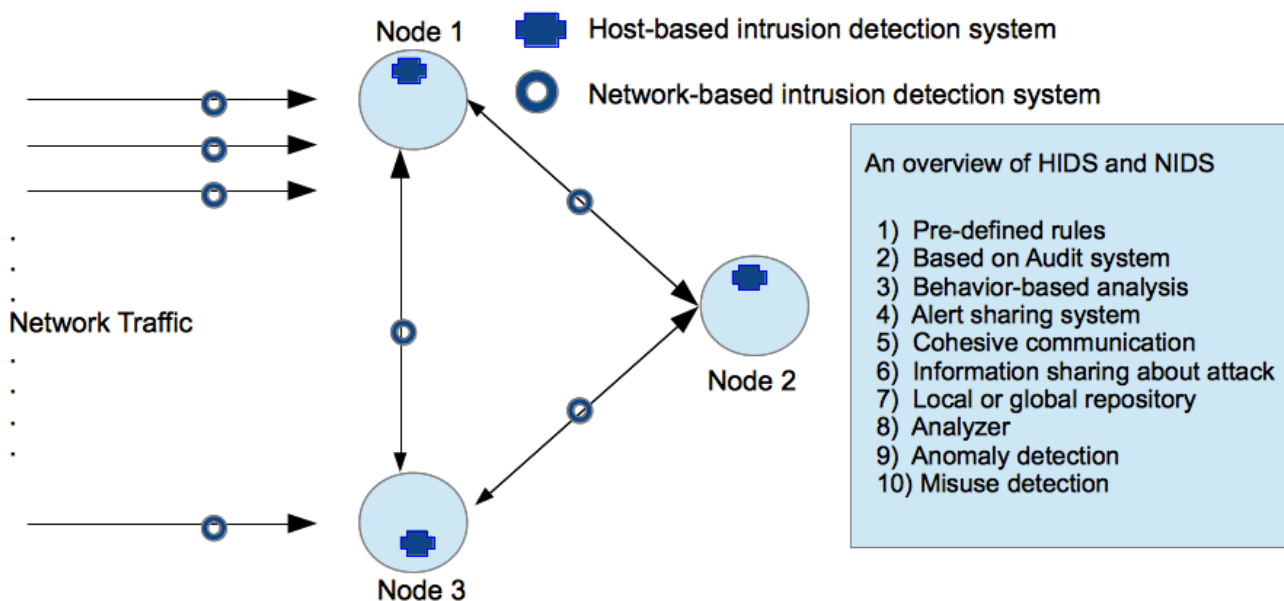 Node 1
Host-based intrusion detection system
Network-based intrusion detection system
An overview of HIDS and NIDS
1) Pre-defined rules
2) Based on Audit system
3) Behavior-based analysis
4) Alert sharing system
5) Cohesive communication
6) Information sharing about attack
7) Local or global repository
8) Analyzer
9) Anomaly detection
10) Misuse detection
Network Traffic
Node 2
Node 3